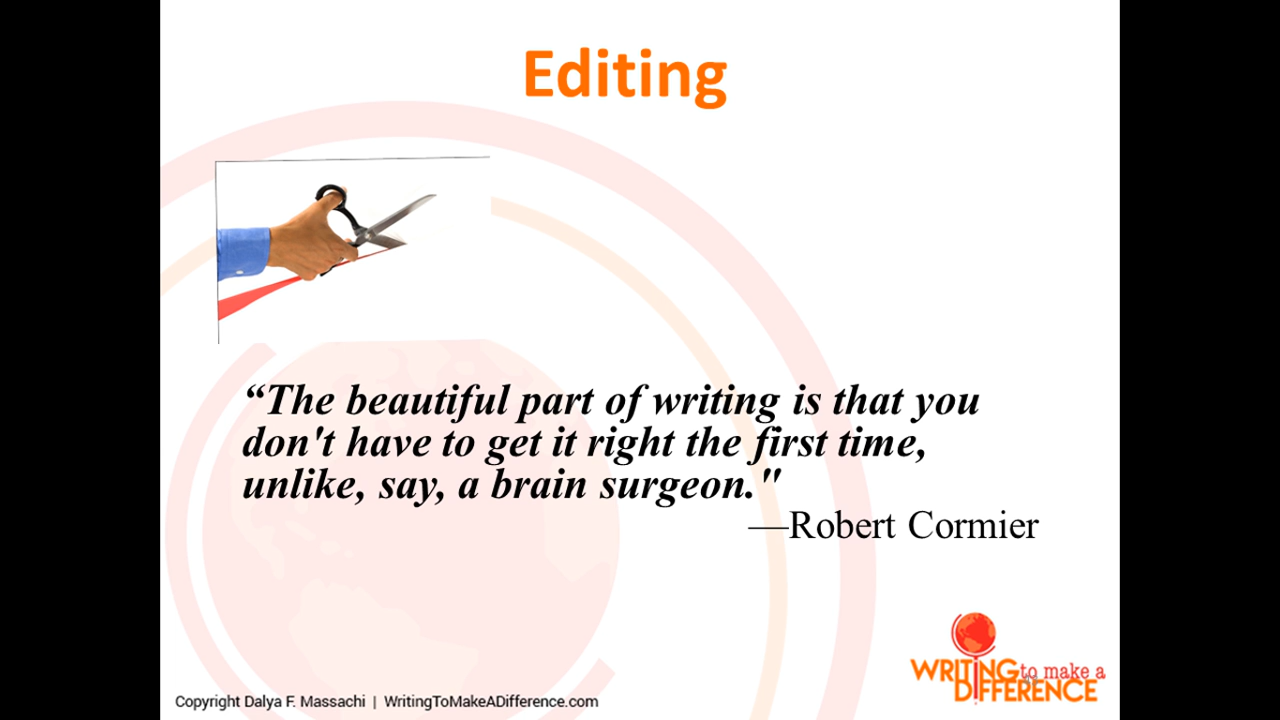 Editing
“The beautiful part of writing is that you
don't have to get it right the first time,
unlike, say, a brain surgeon."
—Robert Cormier
WRITING to make a
DIFFERENCE
Copyright Dalya F. Massachi | WritingToMakeADifference.com